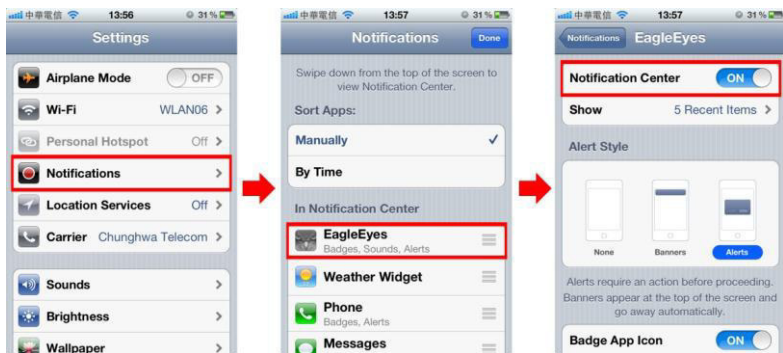 中華電信 13:56 31%
Settings
Airplane Mode OFF
Wi-Fi WLAN06
Personal Hotspot Off
Notifications
Location Services Off
Carrier Chunghwa Telecom
Sounds
Brightness
Wallpaper
中華電信 13:57 31%
Notifications Done
Swipe down from the top of the screen to
view Notification Center.
Sort Apps:
Manually
By Time
In Notification Center
EagleEyes
Badges, Sounds, Alerts
Weather Widget
Phone
Badges, Alerts
Messages
中華電信 13:57 31%
Notifications EagleEyes
Notification Center ON
Show 5 Recent Items
Alert Style
None Banners Alerts
Alerts require an action before proceeding.
Banners appear at the top of the screen and
go away automatically.
Badge App Icon ON